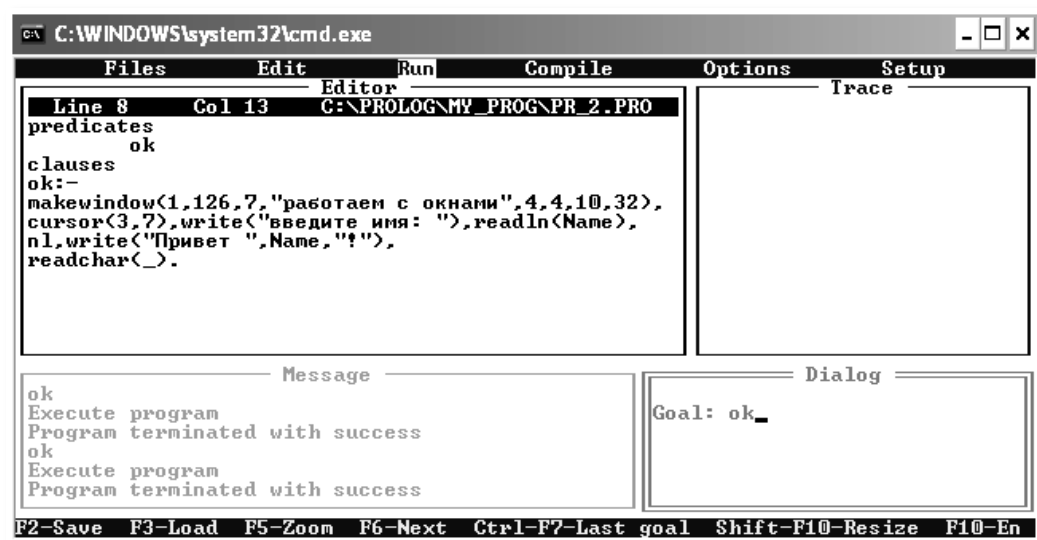 C:\WINDOWS\system32\cmd.exe
Files Edit Run Compile Options Setup
Editor
Line 8 Col 13 C:\PROLOG\MY_PROG\PR_2.PRO
predicates
ok
clauses
ok:-
makewindow(1,126,7,"работаем с окнами",4,4,10,32),
cursor(3,7),write("введите имя: "),readln(Name),
nl,write("Привет ",Name,"!"),
readchar(_).
Trace
Message
ok
Execute program
Program terminated with success
ok
Execute program
Program terminated with success
Dialog
Goal: ok_
F2-Save F3-Load F5-Zoom F6-Next Ctrl-F7-Last goal Shift-F10-Resize F10-En